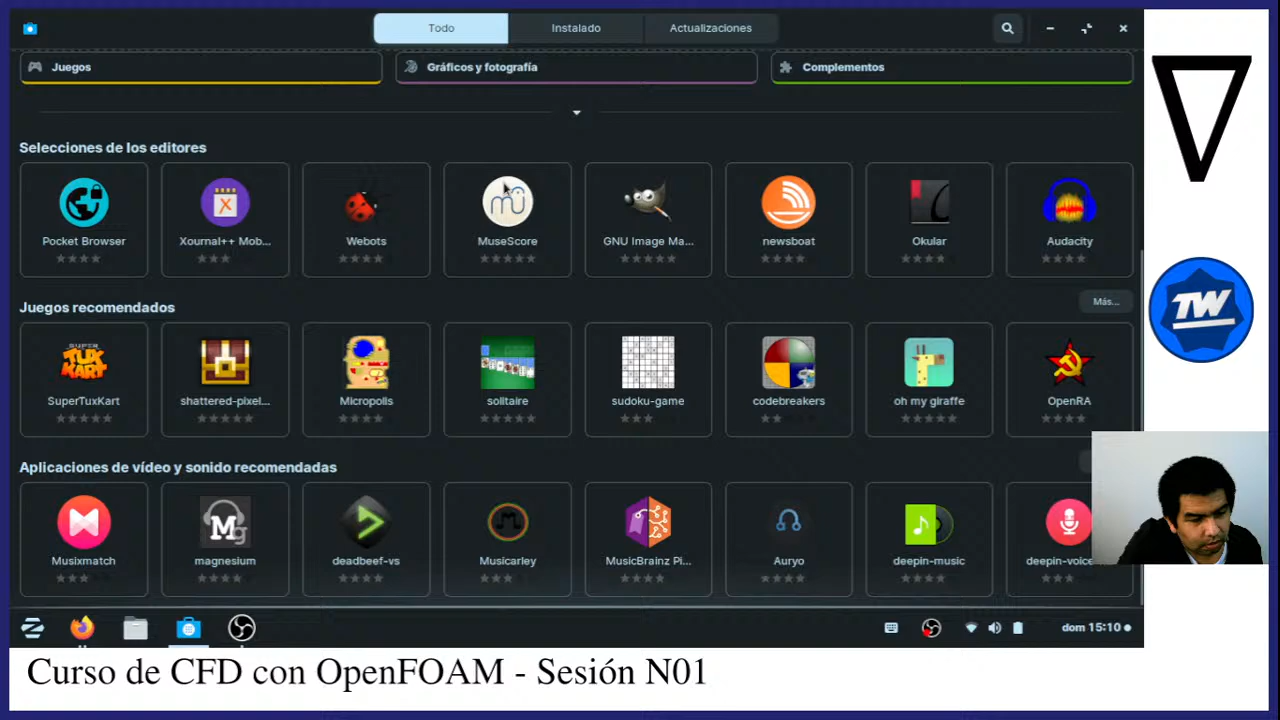 Todo
Instalado
Actualizaciones
Juegos
Gráficos y fotografía
Complementos
Selecciones de los editores
Pocket Browser
Xournal++ Mob...
Webots
MuseScore
GNU Image Ma...
newsboat
Okular
Audacity
Juegos recomendados
Más...
SuperTuxKart
shattered-pixel...
Micropolis
solitaire
sudoku-game
codebreakers
oh my giraffe
OpenRA
Aplicaciones de vídeo y sonido recomendadas
Musixmatch
magnesium
deadbeef-vs
Musicarley
MusicBrainz Pi...
Auryo
deepin-music
deepin-voice
dom 15:10
TW
Curso de CFD con OpenFOAM - Sesión N01